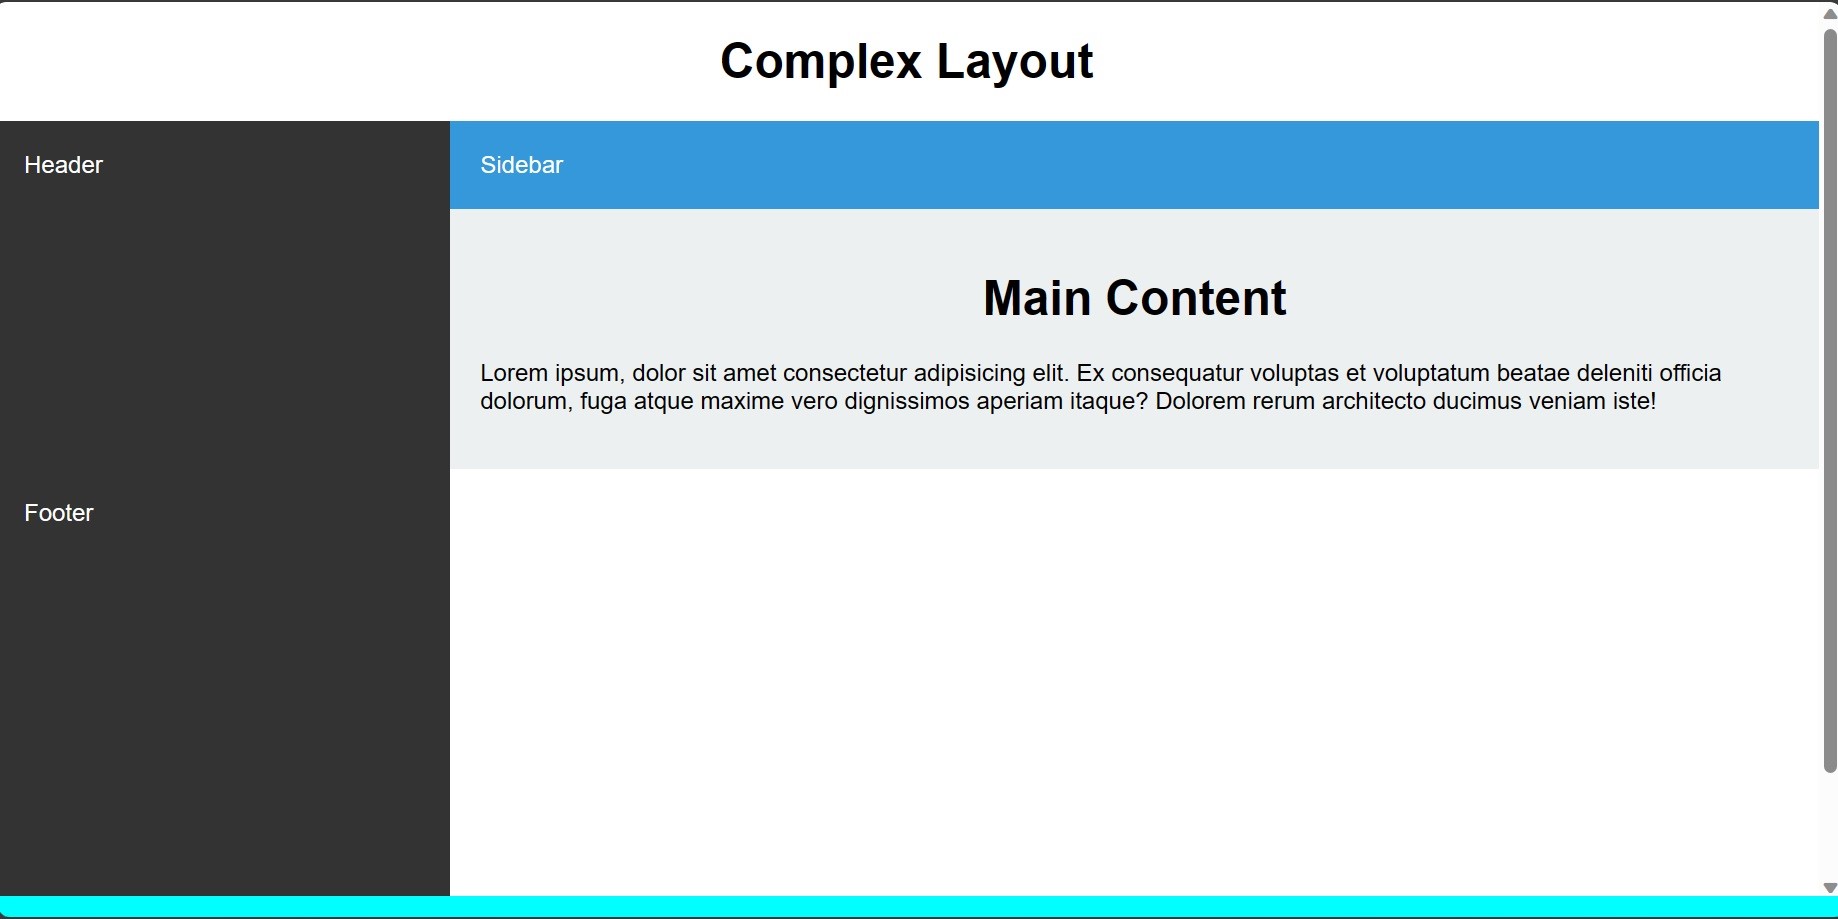 Complex Layout
Header
Sidebar
Main Content
Lorem ipsum, dolor sit amet consectetur adipisicing elit. Ex consequatur voluptas et voluptatum beatae deleniti officia
dolorum, fuga atque maxime vero dignissimos aperiam itaque? Dolorem rerum architecto ducimus veniam iste!
Footer